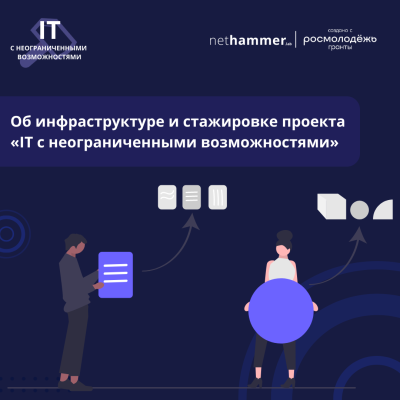 IT
С НЕОГРАНИЧЕННЫМИ
ВОЗМОЖНОСТЯМИ
nethammer
создано с
росмолодёжь
гранты
Об инфраструктуре и стажировке проекта
«IT с неограниченными возможностями»